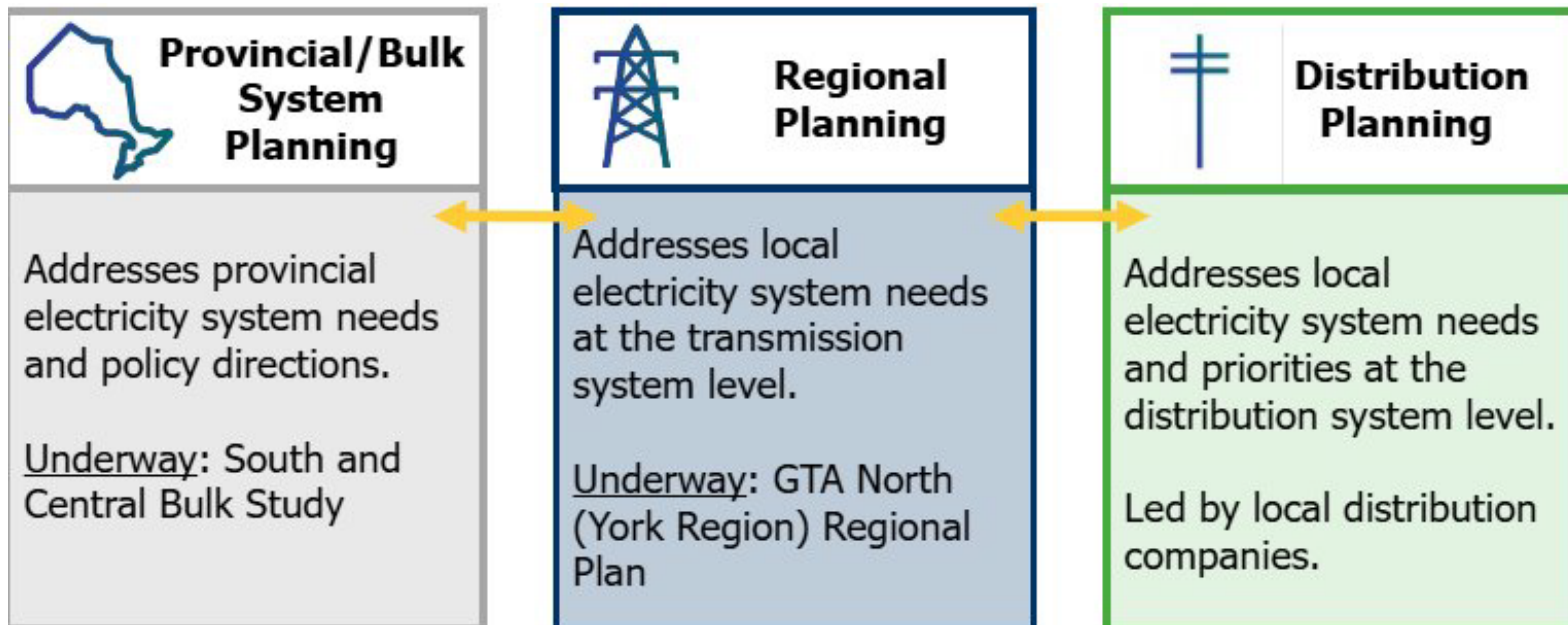 Provincial/Bulk
System
Planning
Addresses provincial
electricity system needs
and policy directions.
Underway: South and
Central Bulk Study
Regional
Planning
Addresses local
electricity system needs
at the transmission
system level.
Underway: GTA North
(York Region) Regional
Plan
Distribution
Planning
Addresses local
electricity system needs
and priorities at the
distribution system level.
Led by local distribution
companies.